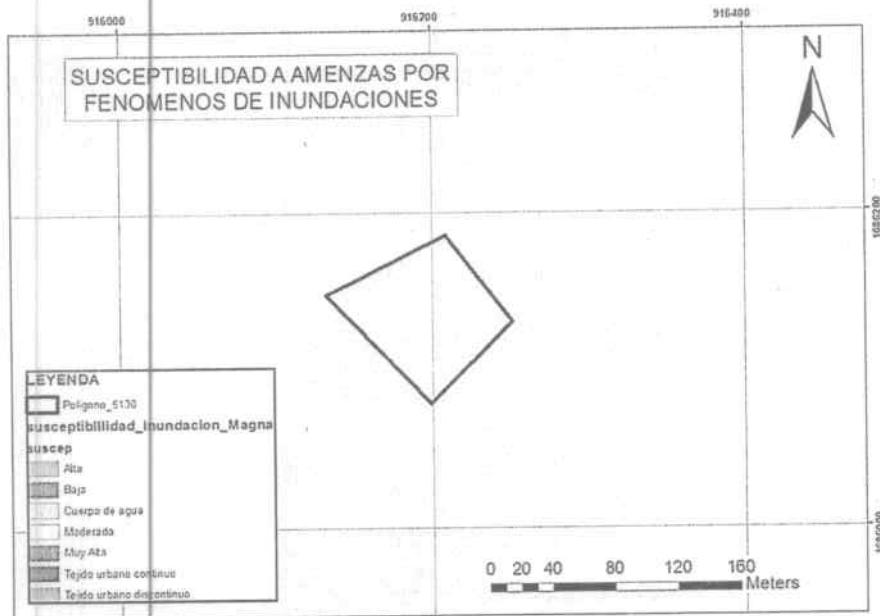 916000
916200
916400
SUSCEPTIBILIDAD A AMENZAS POR
FENOMENOS DE INUNDACIONES
N
1686200
LEYENDA
Poligono_5130
susceptibilidad_inundacion_Magna
suscep
Alta
Baja
Cuerpo de agua
Moderada
Muy Alta
Tejido urbano continuo
Tejido urbano discontinuo
0 20 40 80 120 160
Meters